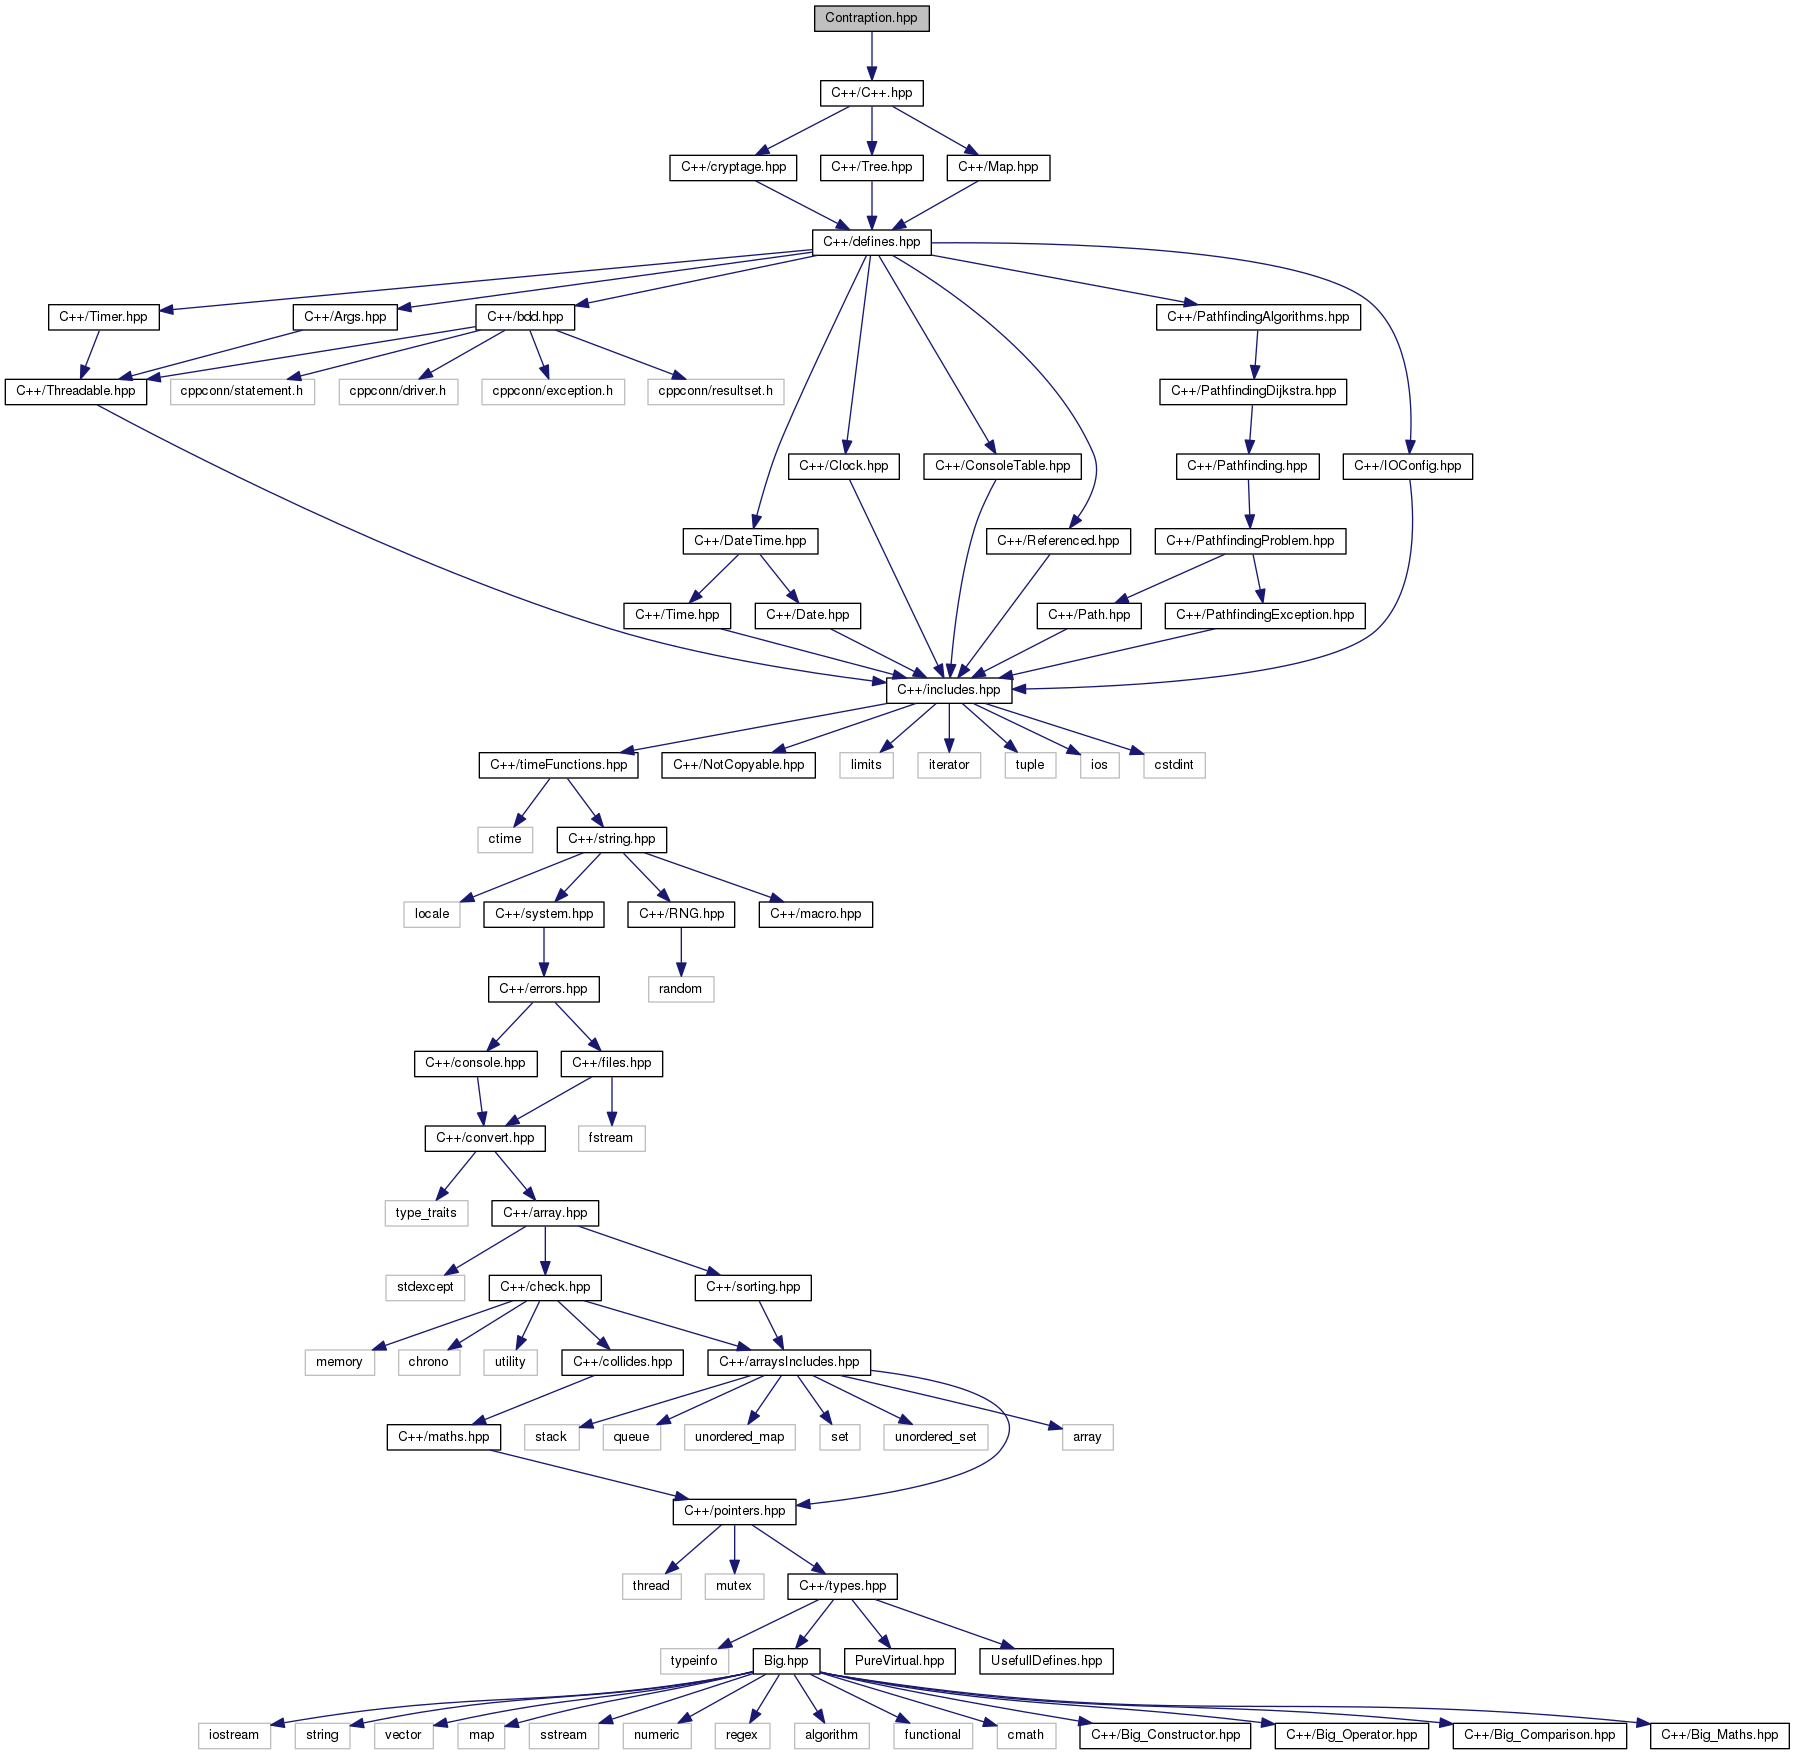 Contraption.hpp
C++/C++.hpp
C++/cryptage.hpp
C++/Tree.hpp
C++/Map.hpp
C++/defines.hpp
C++/Timer.hpp
C++/Args.hpp
C++/bdd.hpp
C++/PathfindingAlgorithms.hpp
C++/Threadable.hpp
cppconn/statement.h
cppconn/driver.h
cppconn/exception.h
cppconn/resultset.h
C++/PathfindingDijkstra.hpp
C++/Clock.hpp
C++/ConsoleTable.hpp
C++/Pathfinding.hpp
C++/IOConfig.hpp
C++/DateTime.hpp
C++/Referenced.hpp
C++/PathfindingProblem.hpp
C++/Time.hpp
C++/Date.hpp
C++/Path.hpp
C++/PathfindingException.hpp
C++/includes.hpp
C++/timeFunctions.hpp
C++/NotCopyable.hpp
limits
iterator
tuple
ios
cstdint
ctime
C++/string.hpp
locale
C++/system.hpp
C++/RNG.hpp
C++/macro.hpp
C++/errors.hpp
random
C++/console.hpp
C++/files.hpp
C++/convert.hpp
fstream
type_traits
C++/array.hpp
stdexcept
C++/check.hpp
C++/sorting.hpp
memory
chrono
utility
C++/collides.hpp
C++/arraysIncludes.hpp
C++/maths.hpp
stack
queue
unordered_map
set
unordered_set
array
C++/pointers.hpp
thread
mutex
C++/types.hpp
typeinfo
Big.hpp
PureVirtual.hpp
UsefullDefines.hpp
iostream
string
vector
map
sstream
numeric
regex
algorithm
functional
cmath
C++/Big_Constructor.hpp
C++/Big_Operator.hpp
C++/Big_Comparison.hpp
C++/Big_Maths.hpp